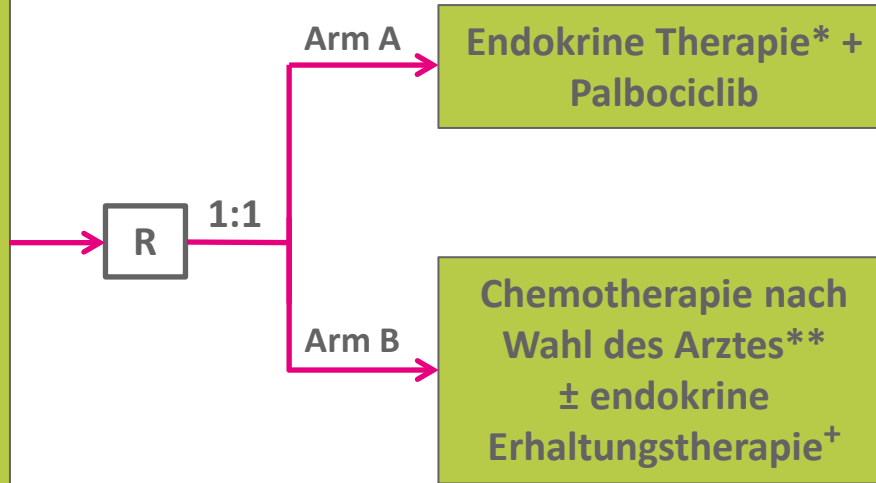 Arm A
Endokrine Therapie* +
Palbociclib
R
1:1
Arm B
Chemotherapie nach
Wahl des Arztes**
± endokrine
Erhaltungstherapie⁺